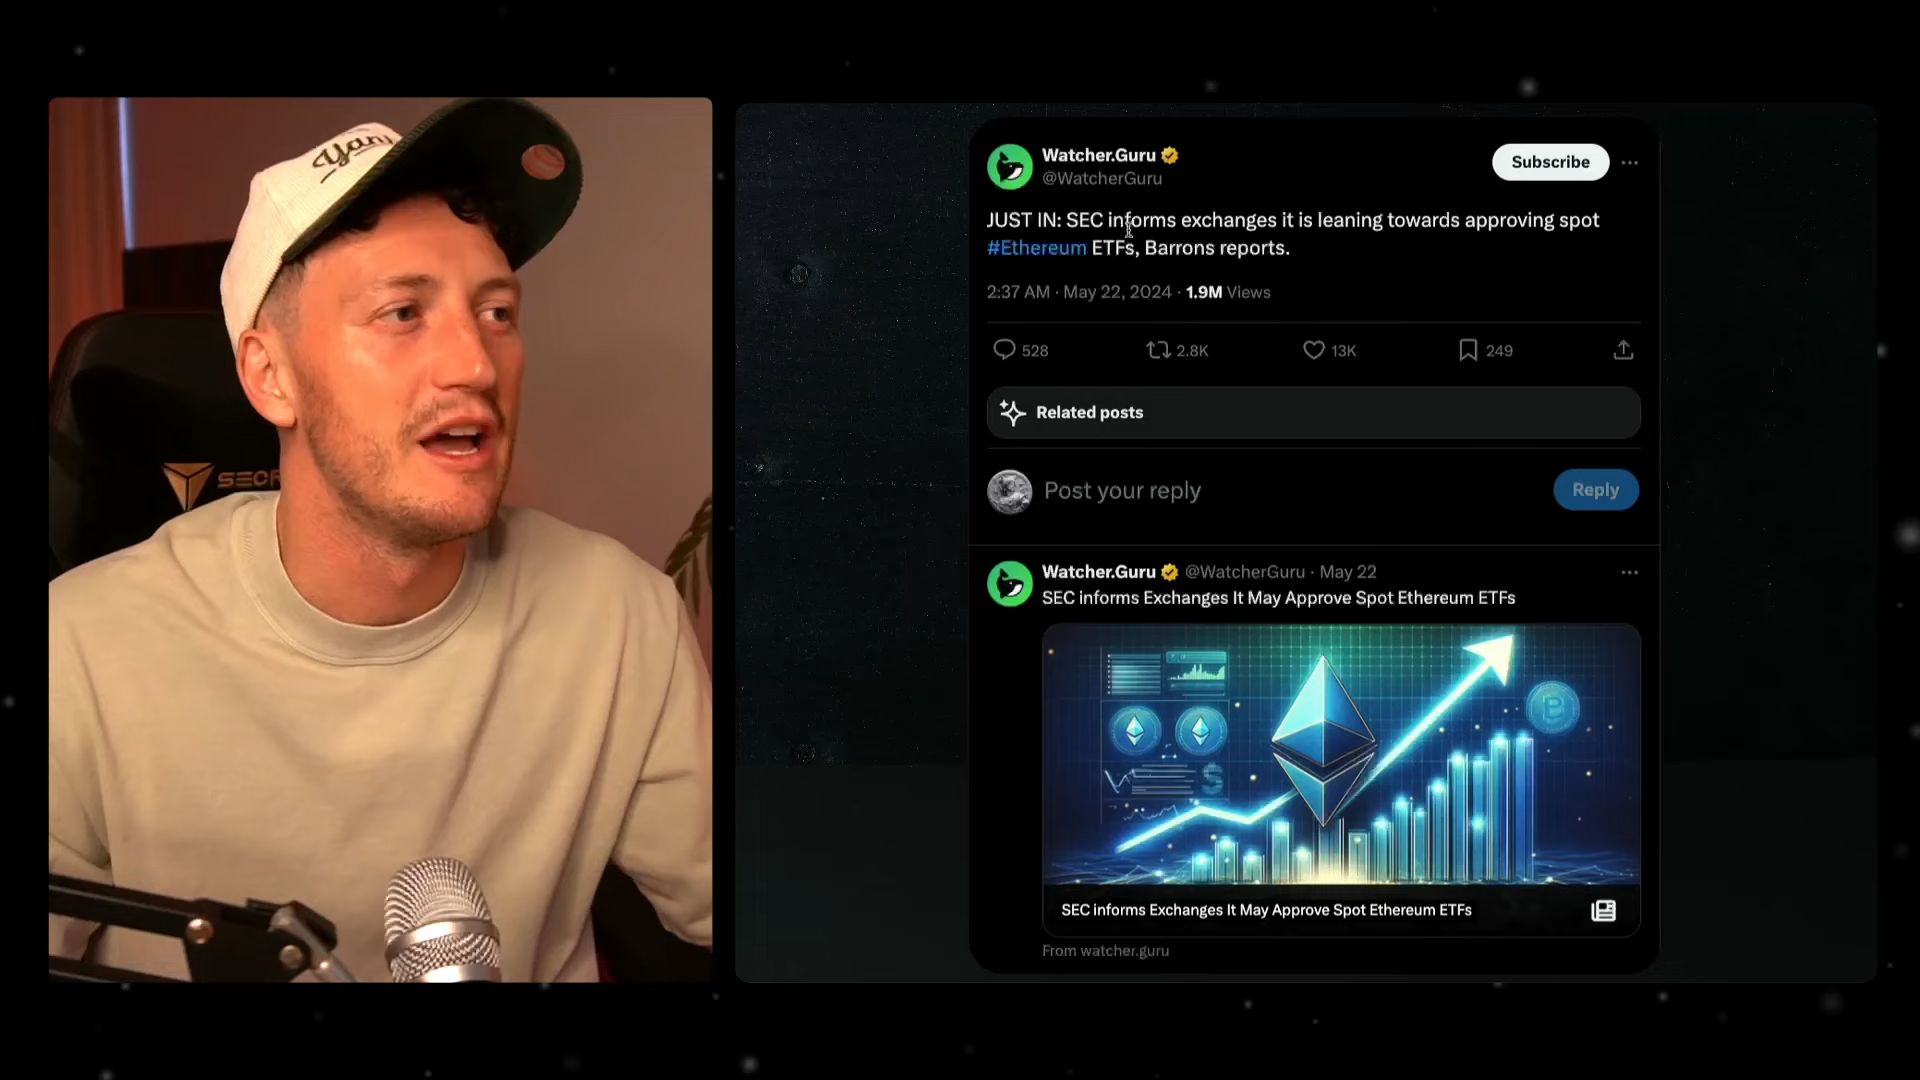 Yan
SECR
Watcher.Guru
@WatcherGuru
Subscribe
JUST IN: SEC informs exchanges it is leaning towards approving spot
#Ethereum ETFs, Barrons reports.
2:37 AM · May 22, 2024 · 1.9M Views
528 2.8K 13K 249
Related posts
Post your reply
Reply
Watcher.Guru @WatcherGuru · May 22
SEC informs Exchanges It May Approve Spot Ethereum ETFs
SEC informs Exchanges It May Approve Spot Ethereum ETFs
From watcher.guru